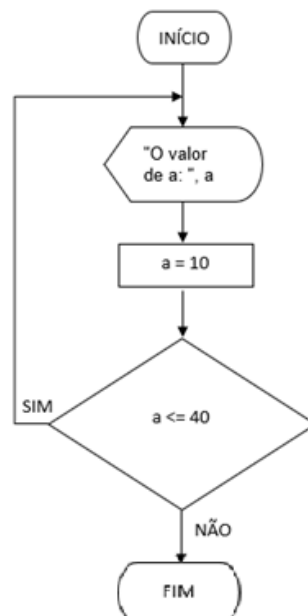 INÍCIO
"O valor
de a: ", a
a = 10
a <= 40
SIM
NÃO
FIM